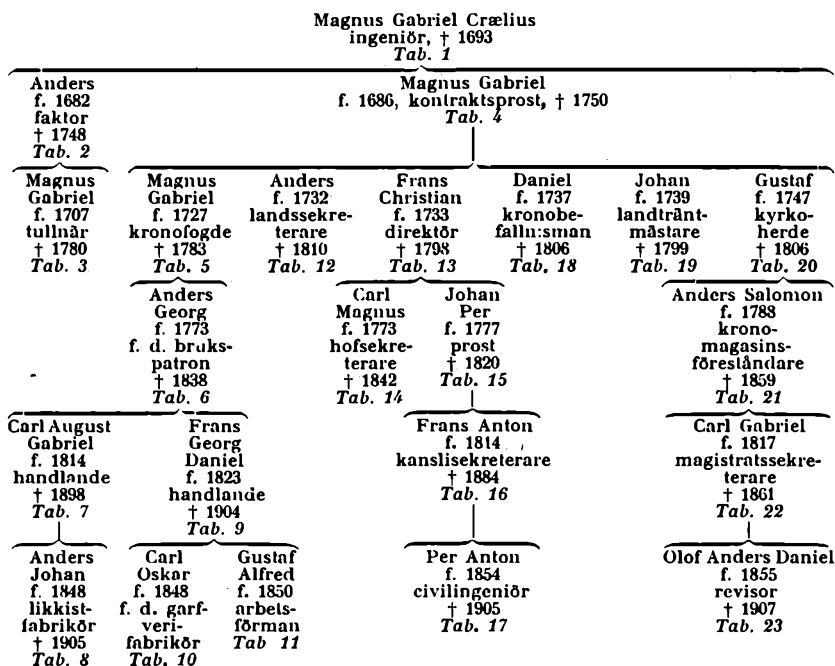 Magnus Gabriel Crælius
ingeniör, † 1693
Tab. 1
Anders
f. 1682
faktor
† 1748
Tab. 2
Magnus Gabriel
f. 1686, kontraktsprost, † 1750
Tab. 4
Magnus
Gabriel
f. 1707
tullnär
† 1780
Tab. 3
Magnus
Gabriel
f. 1727
kronofogde
† 1783
Tab. 5
Anders
f. 1732
landssekre-
terare
† 1810
Tab. 12
Frans
Christian
f. 1733
direktör
† 1798
Tab. 13
Daniel
f. 1737
kronobe-
falln:sman
† 1806
Tab. 18
Johan
f. 1739
landtränt-
mästare
† 1799
Tab. 19
Gustaf
f. 1747
kyrko-
herde
† 1806
Tab. 20
Anders
Georg
f. 1773
f. d. bruks-
patron
† 1838
Tab. 6
Carl
Magnus
f. 1773
hofsekre-
terare
† 1842
Tab. 14
Johan
Per
f. 1777
prost
† 1820
Tab. 15
Anders Salomon
f. 1788
krono-
magasins-
föreståndare
† 1859
Tab. 21
Carl August
Gabriel
f. 1814
handlande
† 1898
Tab. 7
Frans
Georg
Daniel
f. 1823
handlande
† 1904
Tab. 9
Frans Anton
f. 1814
kanslisekreterare
† 1884
Tab. 16
Carl Gabriel
f. 1817
magistratssekre-
terare
† 1861
Tab. 22
Anders
Johan
f. 1848
likkist-
fabrikör
† 1905
Tab. 8
Carl
Oskar
f. 1848
f. d. garf-
veri-
fabrikör
Tab. 10
Gustaf
Alfred
f. 1850
arbets-
förman
Tab 11
Per Anton
f. 1854
civilingeniör
† 1905
Tab. 17
Olof Anders Daniel
f. 1855
revisor
† 1907
Tab. 23